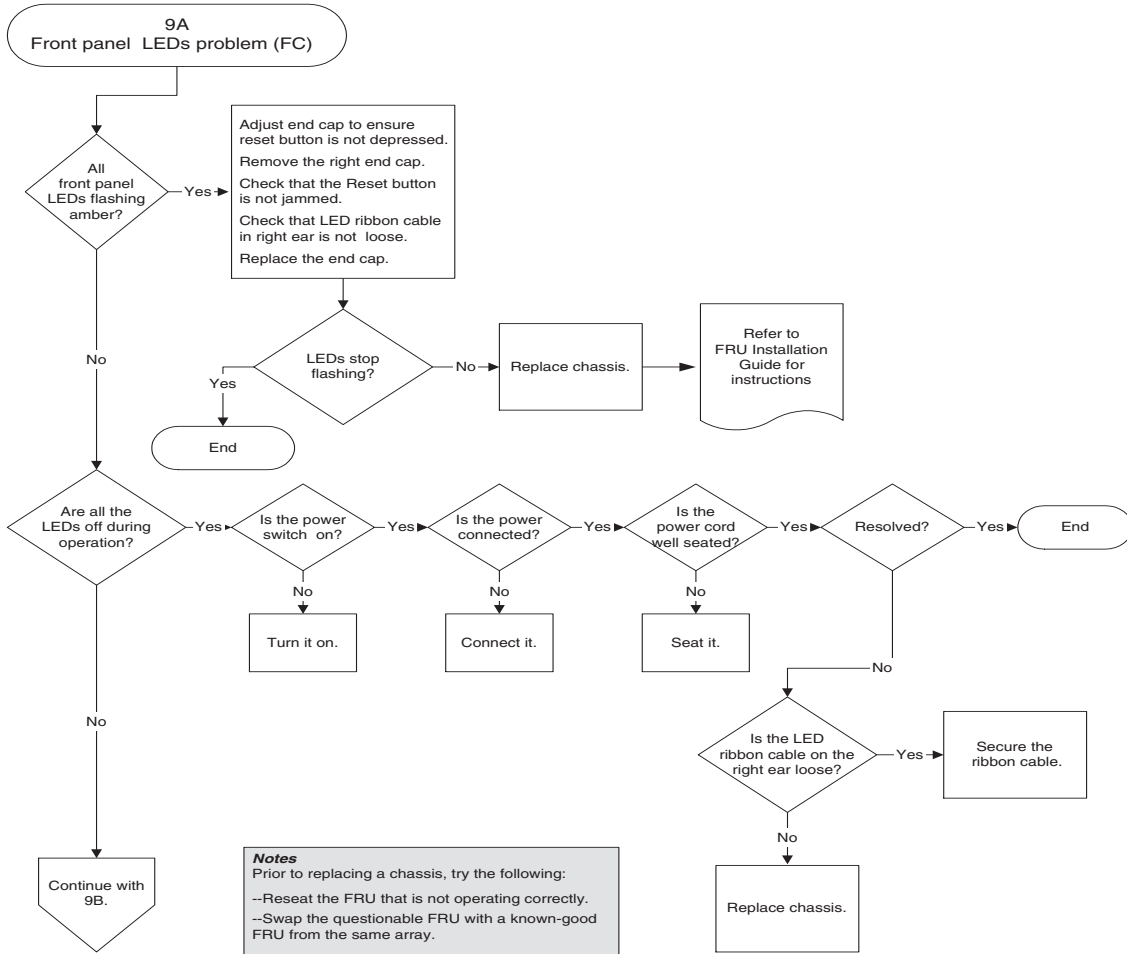 9A
Front panel LEDs problem (FC)
All
front panel
LEDs flashing
amber?
Yes
Adjust end cap to ensure
reset button is not depressed.
Remove the right end cap.
Check that the Reset button
is not jammed.
Check that LED ribbon cable
in right ear is not loose.
Replace the end cap.
No
LEDs stop
flashing?
No
Replace chassis.
Refer to
FRU Installation
Guide for
instructions
Yes
End
Are all the
LEDs off during
operation?
Yes
Is the power
switch on?
Yes
Is the power
connected?
Yes
Is the
power cord
well seated?
Yes
Resolved?
Yes
End
No
No
No
Turn it on.
Connect it.
Seat it.
No
No
Is the LED
ribbon cable on the
right ear loose?
Yes
Secure the
ribbon cable.
No
Replace chassis.
Continue with
9B.
Notes
Prior to replacing a chassis, try the following:
--Reseat the FRU that is not operating correctly.
--Swap the questionable FRU with a known-good
FRU from the same array.